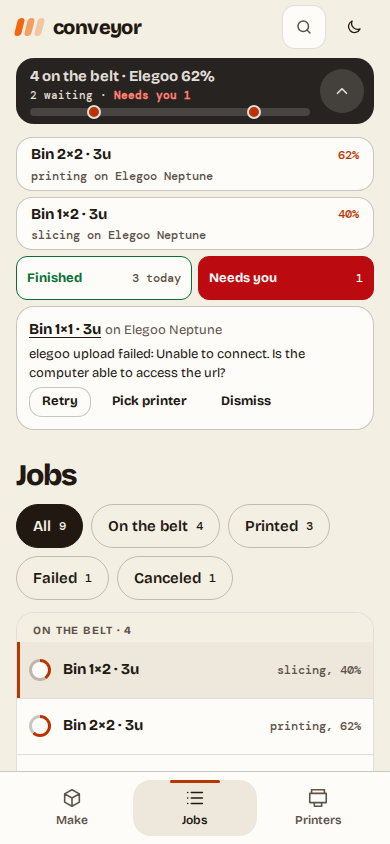 conveyor
4 on the belt · Elegoo 62%
2 waiting · Needs you 1
Bin 2×2 · 3u
62%
printing on Elegoo Neptune
Bin 1×2 · 3u
40%
slicing on Elegoo Neptune
Finished 3 today
Needs you 1
Bin 1×1 · 3u on Elegoo Neptune
elegoo upload failed: Unable to connect. Is the
computer able to access the url?
Retry Pick printer Dismiss
Jobs
All 9 On the belt 4 Printed 3
Failed 1 Canceled 1
ON THE BELT · 4
Bin 1×2 · 3u slicing, 40%
Bin 2×2 · 3u printing, 62%
Make Jobs Printers